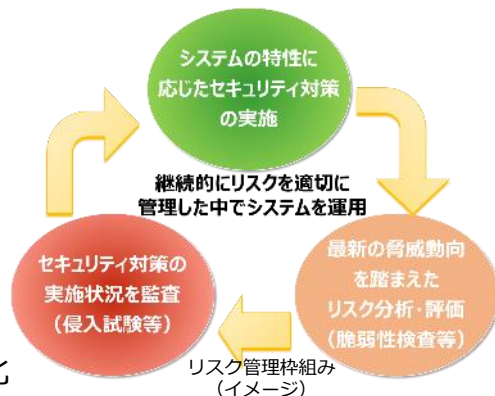 システムの特性に
応じたセキュリティ対策
の実施
継続的にリスクを適切に
管理した中でシステムを運用
最新の脅威動向
を踏まえた
リスク分析・評価
(脆弱性検査等)
セキュリティ対策の
実施状況を監査
(侵入試験等)
リスク管理枠組み
(イメージ)